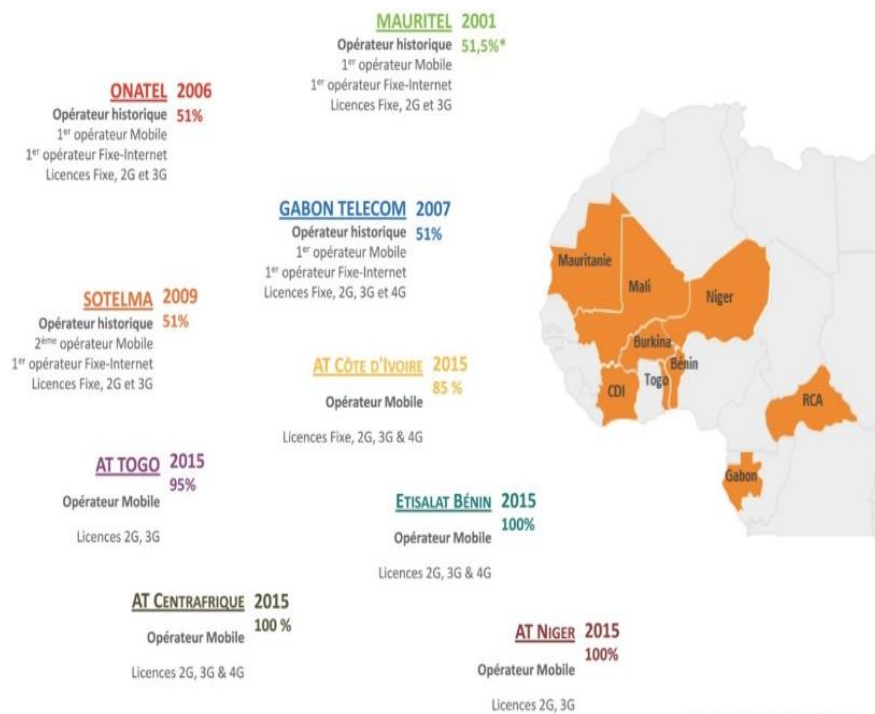 MAURITEL 2001
Opérateur historique 51,5%*
1er opérateur Mobile
1er opérateur Fixe-Internet
Licences Fixe, 2G et 3G
ONATEL 2006
Opérateur historique 51%
1er opérateur Mobile
1er opérateur Fixe-Internet
Licences Fixe, 2G et 3G
GABON TELECOM 2007
Opérateur historique 51%
1er opérateur Mobile
1er opérateur Fixe-Internet
Licences Fixe, 2G, 3G et 4G
SOTELMA 2009
Opérateur historique 51%
2ème opérateur Mobile
1er opérateur Fixe-Internet
Licences Fixe, 2G et 3G
AT CÔTE D'IVOIRE 2015
85 %
Opérateur Mobile
Licences Fixe, 2G, 3G & 4G
AT TOGO 2015
95%
Opérateur Mobile
Licences 2G, 3G
ETISALAT BÉNIN 2015
100%
Opérateur Mobile
Licences 2G, 3G & 4G
AT CENTRAFRIQUE 2015
100 %
Opérateur Mobile
Licences 2G, 3G & 4G
AT NIGER 2015
100%
Opérateur Mobile
Licences 2G, 3G
Mauritanie
Mali
Niger
Burkina
Bénin
CDI
Togo
RCA
Gabon